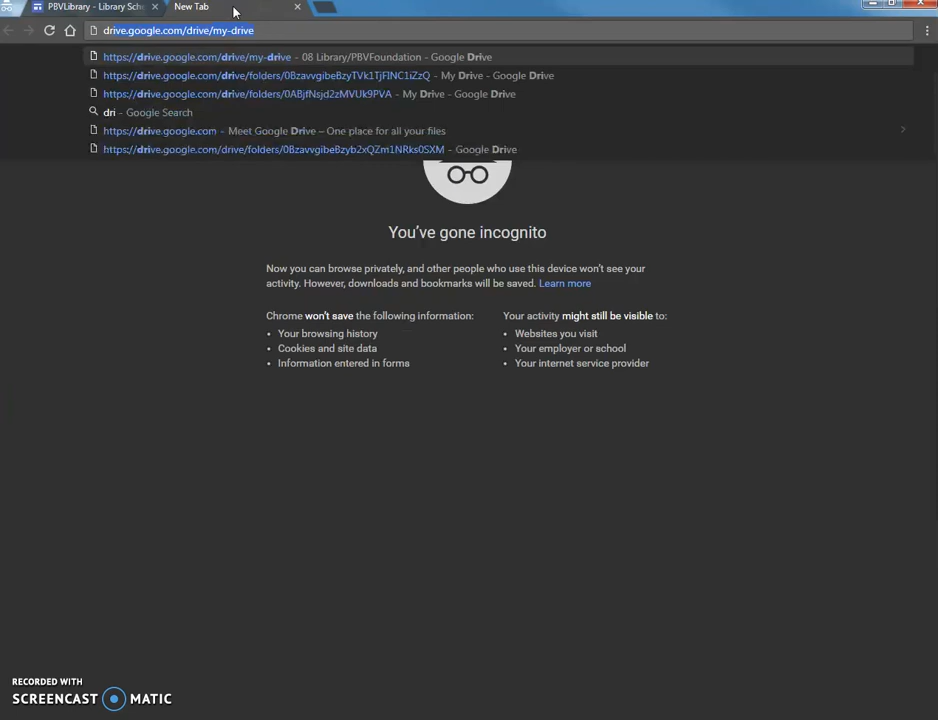 PBVLibrary - Library Sch
New Tab
drive.google.com/drive/my-drive
https://drive.google.com/drive/my-drive - 08 Library/PBVFoundation - Google Drive
https://drive.google.com/drive/folders/0BzavvgibeBzyTVk1TjFINC1iZzQ - My Drive - Google Drive
https://drive.google.com/drive/folders/0ABjfNsjd2zMVUk9PVA - My Drive - Google Drive
dri - Google Search
https://drive.google.com - Meet Google Drive – One place for all your files
https://drive.google.com/drive/folders/0BzavvgibeBzyb2xQZm1NRks0SXM - Google Drive
You've gone incognito
Now you can browse privately, and other people who use this device won't see your
activity. However, downloads and bookmarks will be saved. Learn more
Chrome won't save the following information:
• Your browsing history
• Cookies and site data
• Information entered in forms
Your activity might still be visible to:
• Websites you visit
• Your employer or school
• Your internet service provider
RECORDED WITH
SCREENCAST MATIC